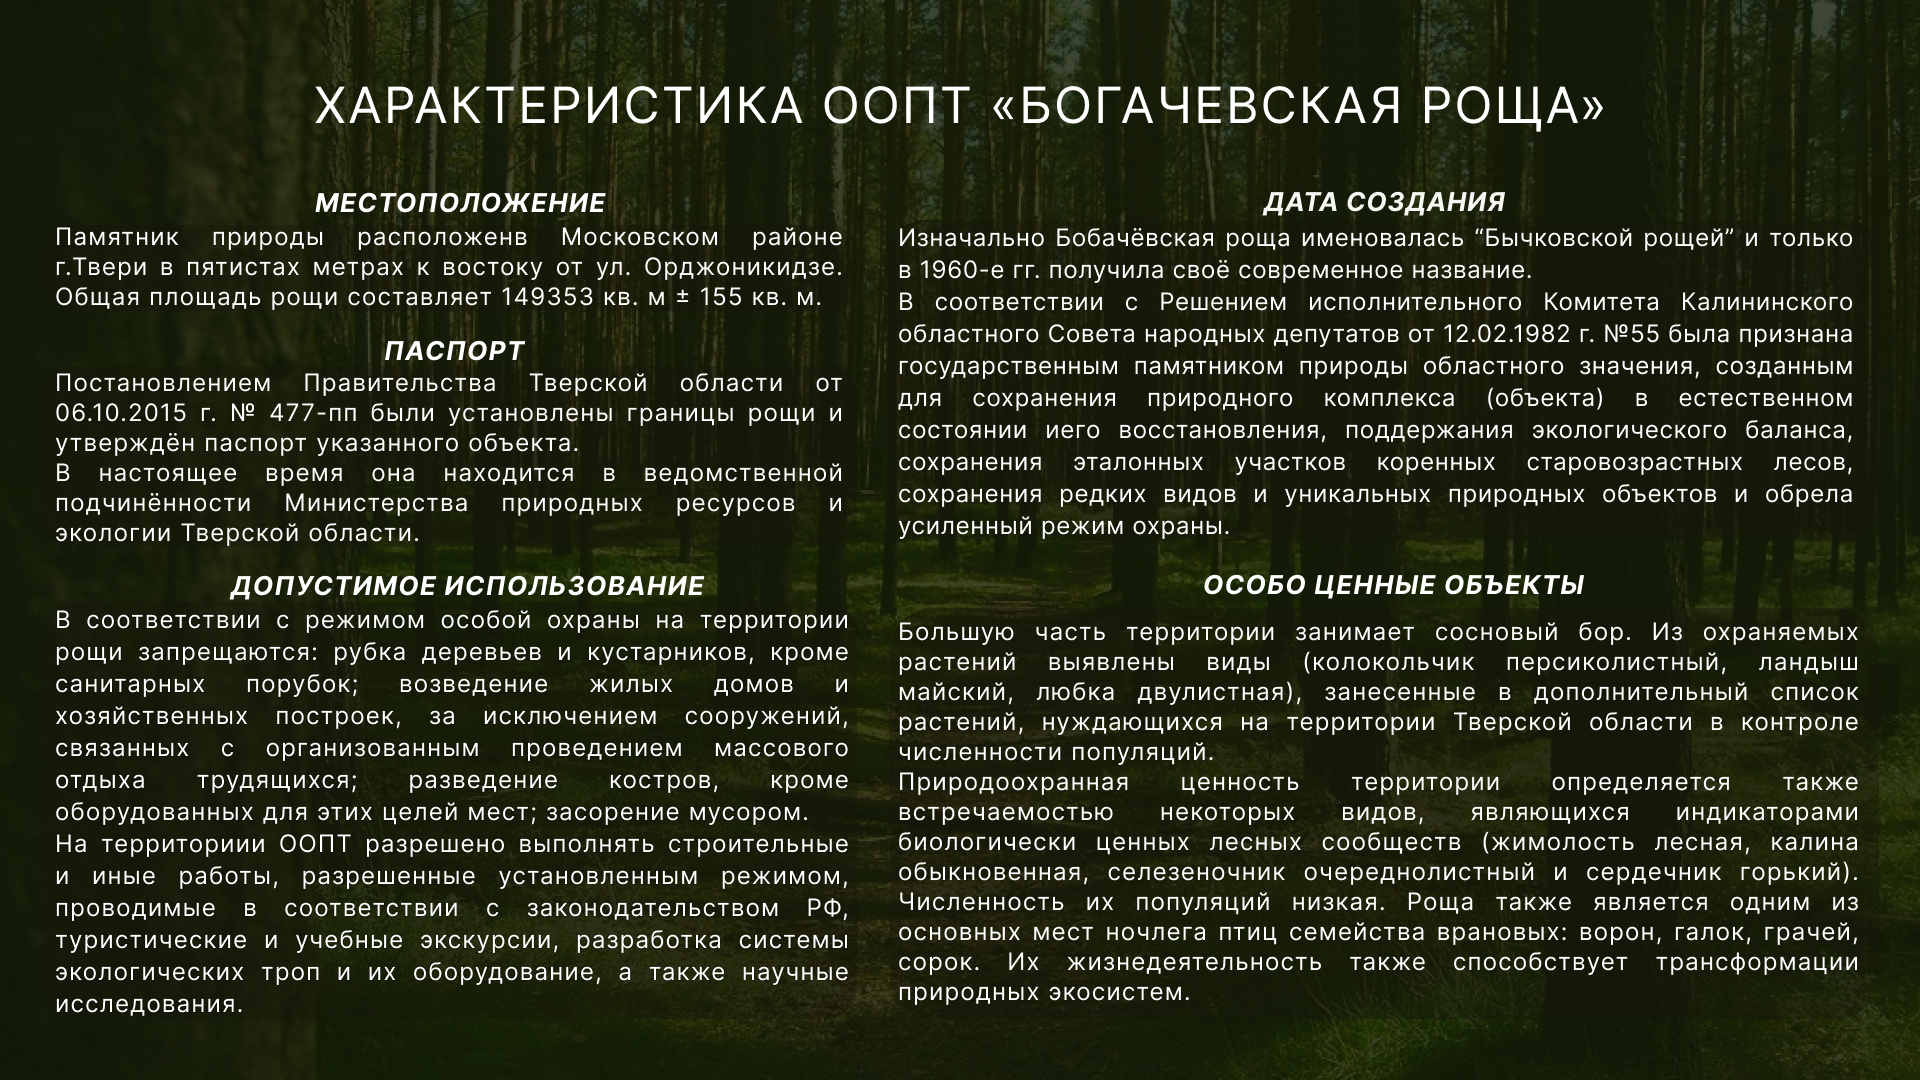 ХАРАКТЕРИСТИКА ООПТ «БОГАЧЕВСКАЯ РОЩА»
МЕСТОПОЛОЖЕНИЕ
Памятник природы расположенв Московском районе
г.Твери в пятистах метрах к востоку от ул. Орджоникидзе.
Общая площадь рощи составляет 149353 кв. м ± 155 кв. м.
ПАСПОРТ
Постановлением Правительства Тверской области от
06.10.2015 г. № 477-пп были установлены границы рощи и
утверждён паспорт указанного объекта.
В настоящее время она находится в ведомственной
подчинённости Министерства природных ресурсов и
экологии Тверской области.
ДОПУСТИМОЕ ИСПОЛЬЗОВАНИЕ
В соответствии с режимом особой охраны на территории
рощи запрещаются: рубка деревьев и кустарников, кроме
санитарных порубок; возведение жилых домов и
хозяйственных построек, за исключением сооружений,
связанных с организованным проведением массового
отдыха трудящихся; разведение костров, кроме
оборудованных для этих целей мест; засорение мусором.
На территориии ООПТ разрешено выполнять строительные
и иные работы, разрешенные установленным режимом,
проводимые в соответствии с законодательством РФ,
туристические и учебные экскурсии, разработка системы
экологических троп и их оборудование, а также научные
исследования.
ДАТА СОЗДАНИЯ
Изначально Бобачёвская роща именовалась “Бычковской рощей” и только
в 1960-е гг. получила своё современное название.
В соответствии с Решением исполнительного Комитета Калининского
областного Совета народных депутатов от 12.02.1982 г. №55 была признана
государственным памятником природы областного значения, созданным
для сохранения природного комплекса (объекта) в естественном
состоянии иего восстановления, поддержания экологического баланса,
сохранения эталонных участков коренных старовозрастных лесов,
сохранения редких видов и уникальных природных объектов и обрела
усиленный режим охраны.
ОСОБО ЦЕННЫЕ ОБЪЕКТЫ
Большую часть территории занимает сосновый бор. Из охраняемых
растений выявлены виды (колокольчик персиколистный, ландыш
майский, любка двулистная), занесенные в дополнительный список
растений, нуждающихся на территории Тверской области в контроле
численности популяций.
Природоохранная ценность территории определяется также
встречаемостью некоторых видов, являющихся индикаторами
биологически ценных лесных сообществ (жимолость лесная, калина
обыкновенная, селезеночник очереднолистный и сердечник горький).
Численность их популяций низкая. Роща также является одним из
основных мест ночлега птиц семейства врановых: ворон, галок, грачей,
сорок. Их жизнедеятельность также способствует трансформации
природных экосистем.